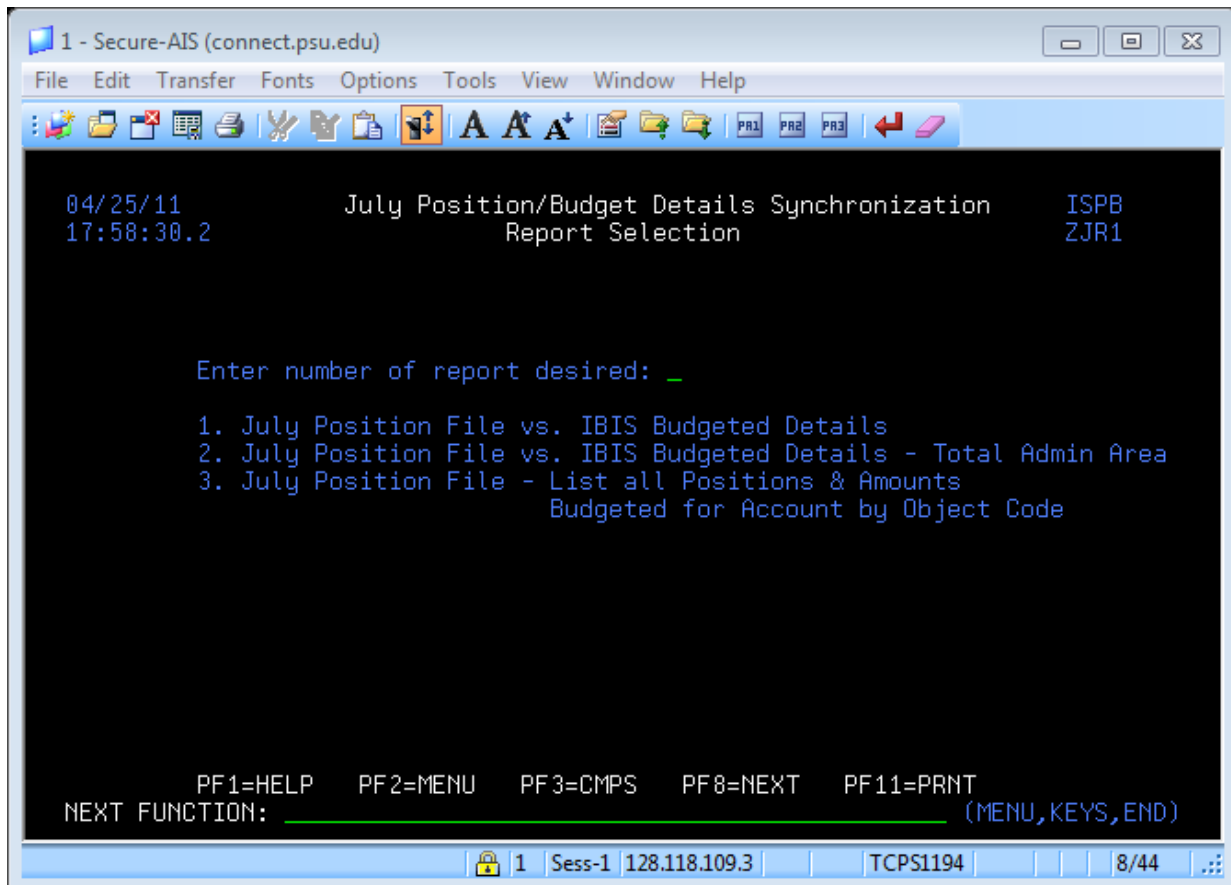 1 - Secure-AIS (connect.psu.edu)
File Edit Transfer Fonts Options Tools View Window Help
A A A PA1 PA2 PA3
04/25/11 July Position/Budget Details Synchronization ISPB
17:58:30.2 Report Selection ZJR1
Enter number of report desired: _
1. July Position File vs. IBIS Budgeted Details
2. July Position File vs. IBIS Budgeted Details - Total Admin Area
3. July Position File - List all Positions & Amounts
Budgeted for Account by Object Code
PF1=HELP PF2=MENU PF3=CMPS PF8=NEXT PF11=PRNT
NEXT FUNCTION: ____ (MENU,KEYS,END)
1 Sess-1 128.118.109.3 TCPS1194 8/44